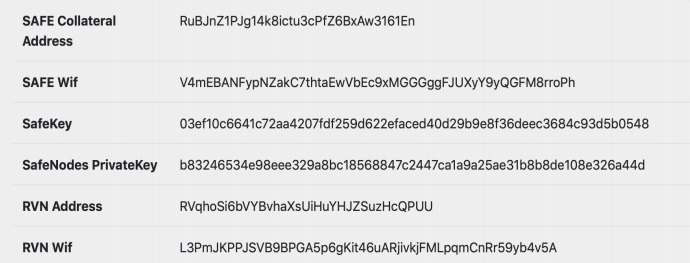 SAFE Collateral Address RuBJnZ1PJg14k8ictu3cPfZ6BxAw3161En
SAFE Wif V4mEBANFypNZakC7thtaEwVbEc9xMGGGggFJUXyY9yQGFM8rroPh
SafeKey 03ef10c6641c72aa4207fdf259d622efaced40d29b9e8f36deec3684c93d5b0548
SafeNodes PrivateKey b83246534e98eee329a8bc18568847c2447ca1a9a25ae31b8b8de108e326a44d
RVN Address RVqhoSi6bVYBvhaXsUiHuYHJZSuzHcQPUU
RVN Wif L3PmJKPPJSVB9BPGA5p6gKit46uARjivkjFMLpqmCnRr59yb4v5A